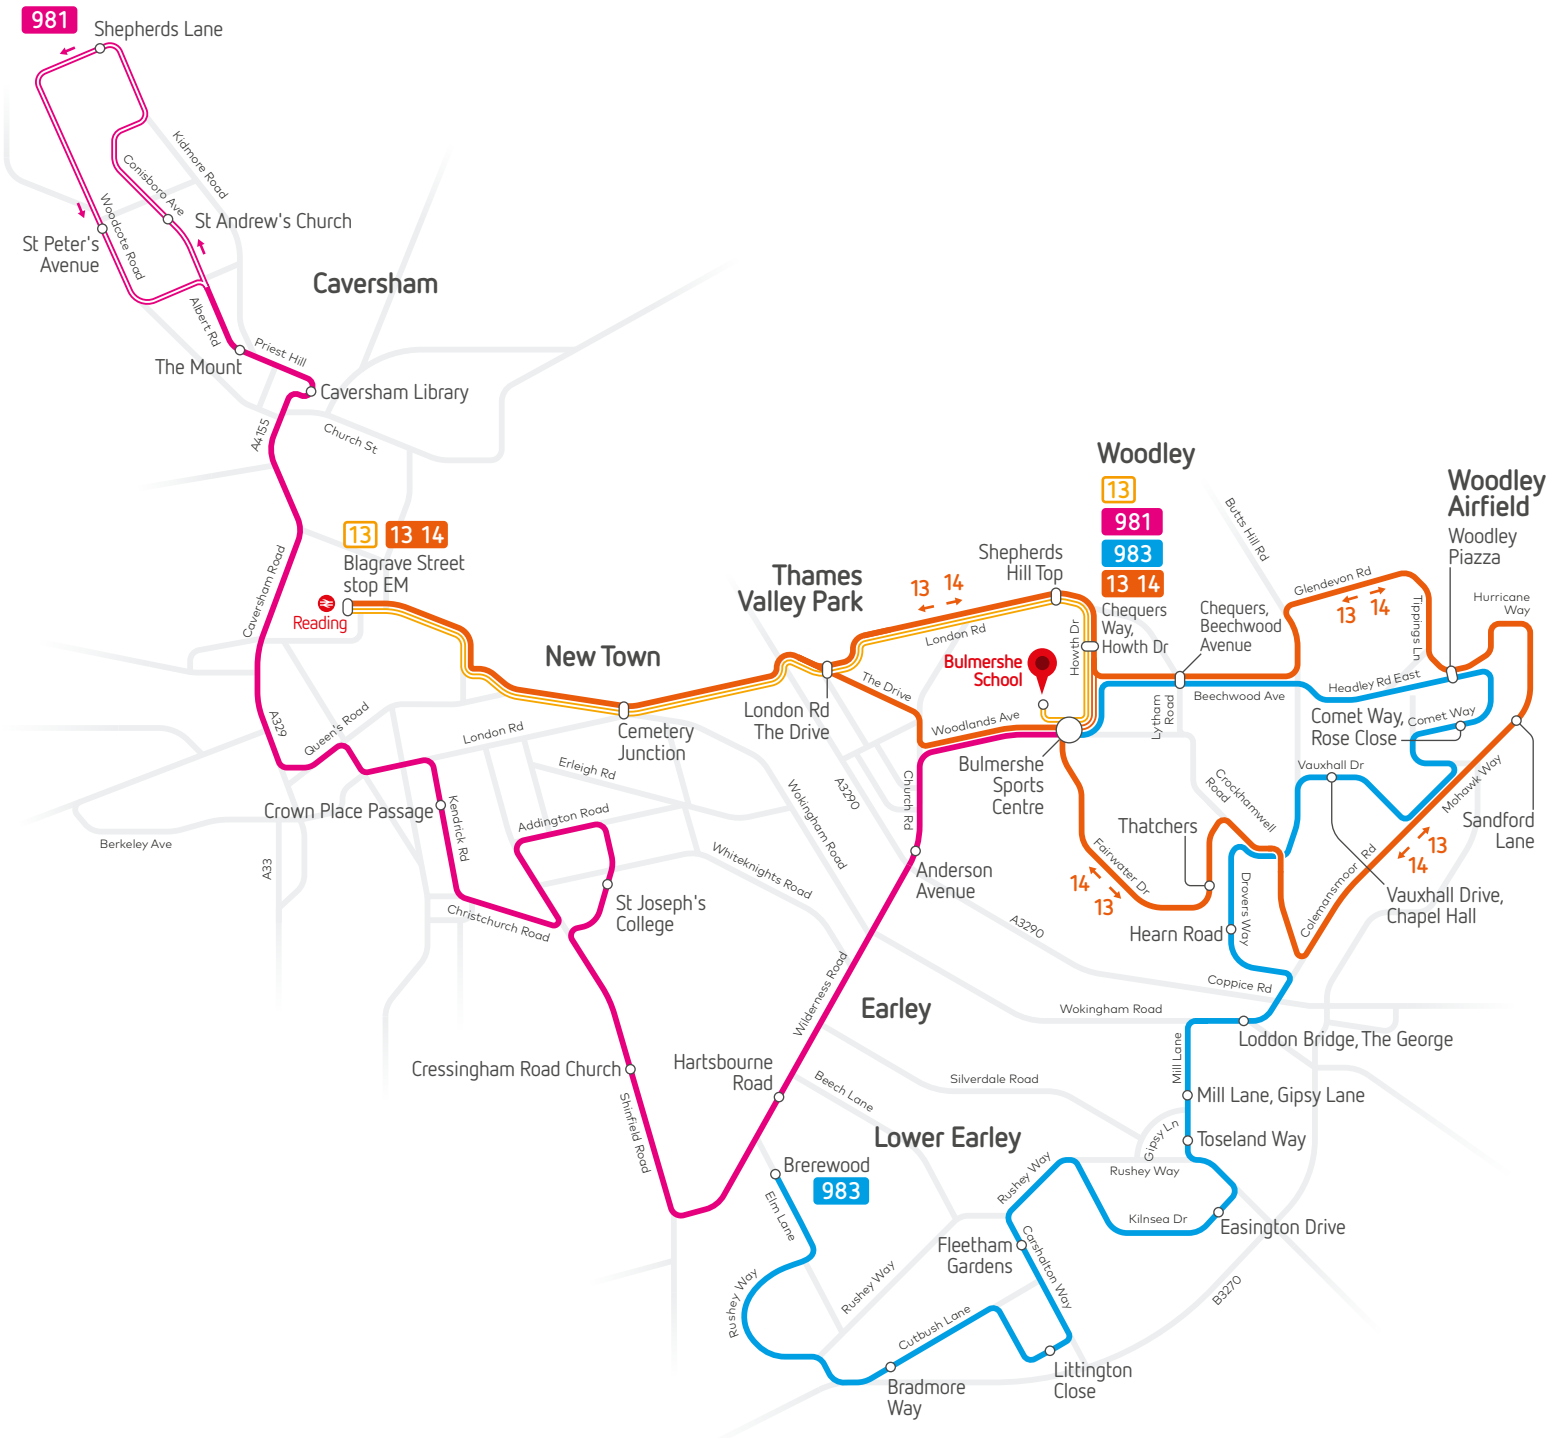 981
Shepherds Lane
Kidmore Road
Conisboro Ave
Woodcote Road
St Andrew's Church
St Peter's
Avenue
Caversham
Albert Rd
Priest Hill
The Mount
Caversham Library
A4155
Church St
Caversham Road
13
13 14
Blagrave Street
stop EM
Reading
New Town
Thames
Valley Park
Woodley
13
981
983
13 14
Chequers
Way,
Howth Dr
Shepherds
Hill Top
13
14
London Rd
Howth Dr
Bulmershe
School
The Drive
Woodlands Ave
London Rd
The Drive
Cemetery
Junction
Butts Hill Rd
Woodley
Airfield
Woodley
Piazza
Glendevon Rd
13
14
Tippings Ln
Hurricane
Way
Chequers,
Beechwood
Avenue
Beechwood Ave
Headley Rd East
Lytham
Road
Comet Way,
Rose Close
Comet Way
Vauxhall Dr
Mohawk Way
Sandford
Lane
Crockhamwell
Road
Bulmershe
Sports
Centre
Thatchers
Fairwater Dr
14
13
13
14
Colemansmoor Rd
Vauxhall Drive,
Chapel Hall
Hearn Road
Drovers Way
Coppice Rd
A329
Queen's Road
London Rd
Erleigh Rd
Crown Place Passage
Kendrick Rd
Addington Road
Berkeley Ave
A33
Christchurch Road
St Joseph's
College
Whiteknights Road
Wokingham Road
A3290
Church Rd
Anderson
Avenue
A3290
Wilderness Road
Earley
Wokingham Road
Loddon Bridge, The George
Mill Lane
Mill Lane, Gipsy Lane
Gipsy Ln
Toseland Way
Cressingham Road Church
Hartsbourne
Road
Beech Lane
Silverdale Road
Shinfield Road
Lower Earley
Brerewood
983
Elm Lane
Rushey Way
Rushey Way
Kilnsea Dr
Easington Drive
Fleetham
Gardens
Carshalton Way
Rushey Way
Rushey Way
Cutbush Lane
B3270
Bradmore
Way
Littington
Close